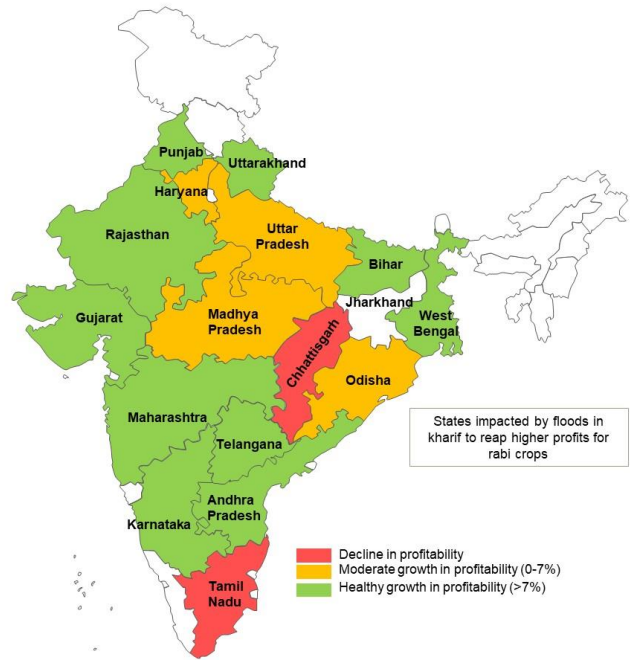 Punjab
Uttarakhand
Haryana
Rajasthan
Uttar
Pradesh
Bihar
Jharkhand
Gujarat
Madhya
Pradesh
West
Bengal
Chhattisgarh
Odisha
Maharashtra
Telangana
States impacted by floods in
kharif to reap higher profits for
rabi crops
Andhra
Pradesh
Karnataka
Decline in profitability
Moderate growth in profitability (0-7%)
Healthy growth in profitability (>7%)
Tamil
Nadu